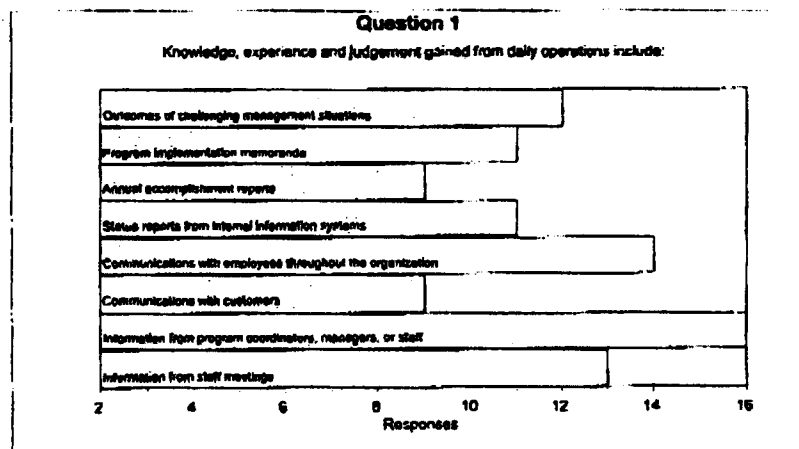 Question 1
Knowledge, experience and judgement gained from daily operations include:
Outcomes of challenging management situations
Program implementation memoranda
Annual accomplishment reports
Status reports from internal information systems
Communications with employees throughout the organization
Communications with customers
Information from program coordinators, managers, or staff
Information from staff meetings
2 4 6 8 10 12 14 16
Responses